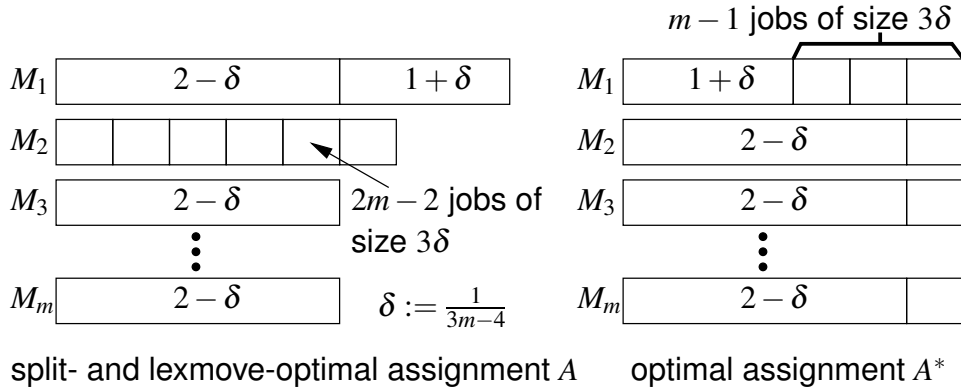 m − 1 jobs of size 3δ
M₁ 2 − δ 1 + δ
M₂
M₃ 2 − δ
2m − 2 jobs of
size 3δ
Mₘ 2 − δ
δ := 1/(3m−4)
split- and lexmove-optimal assignment A
M₁ 1 + δ
M₂ 2 − δ
M₃ 2 − δ
Mₘ 2 − δ
optimal assignment A*